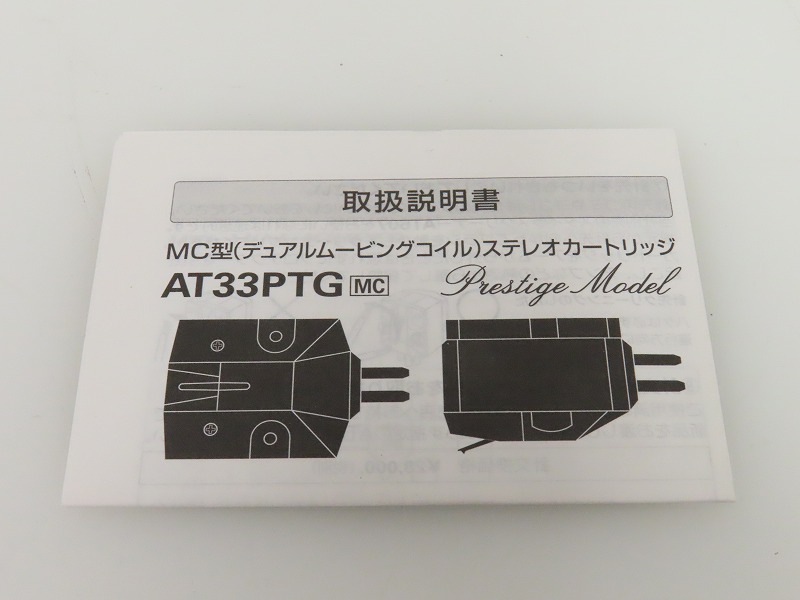 取扱説明書
MC型(デュアルムービングコイル)ステレオカートリッジ
AT33PTG MC Prestige Model